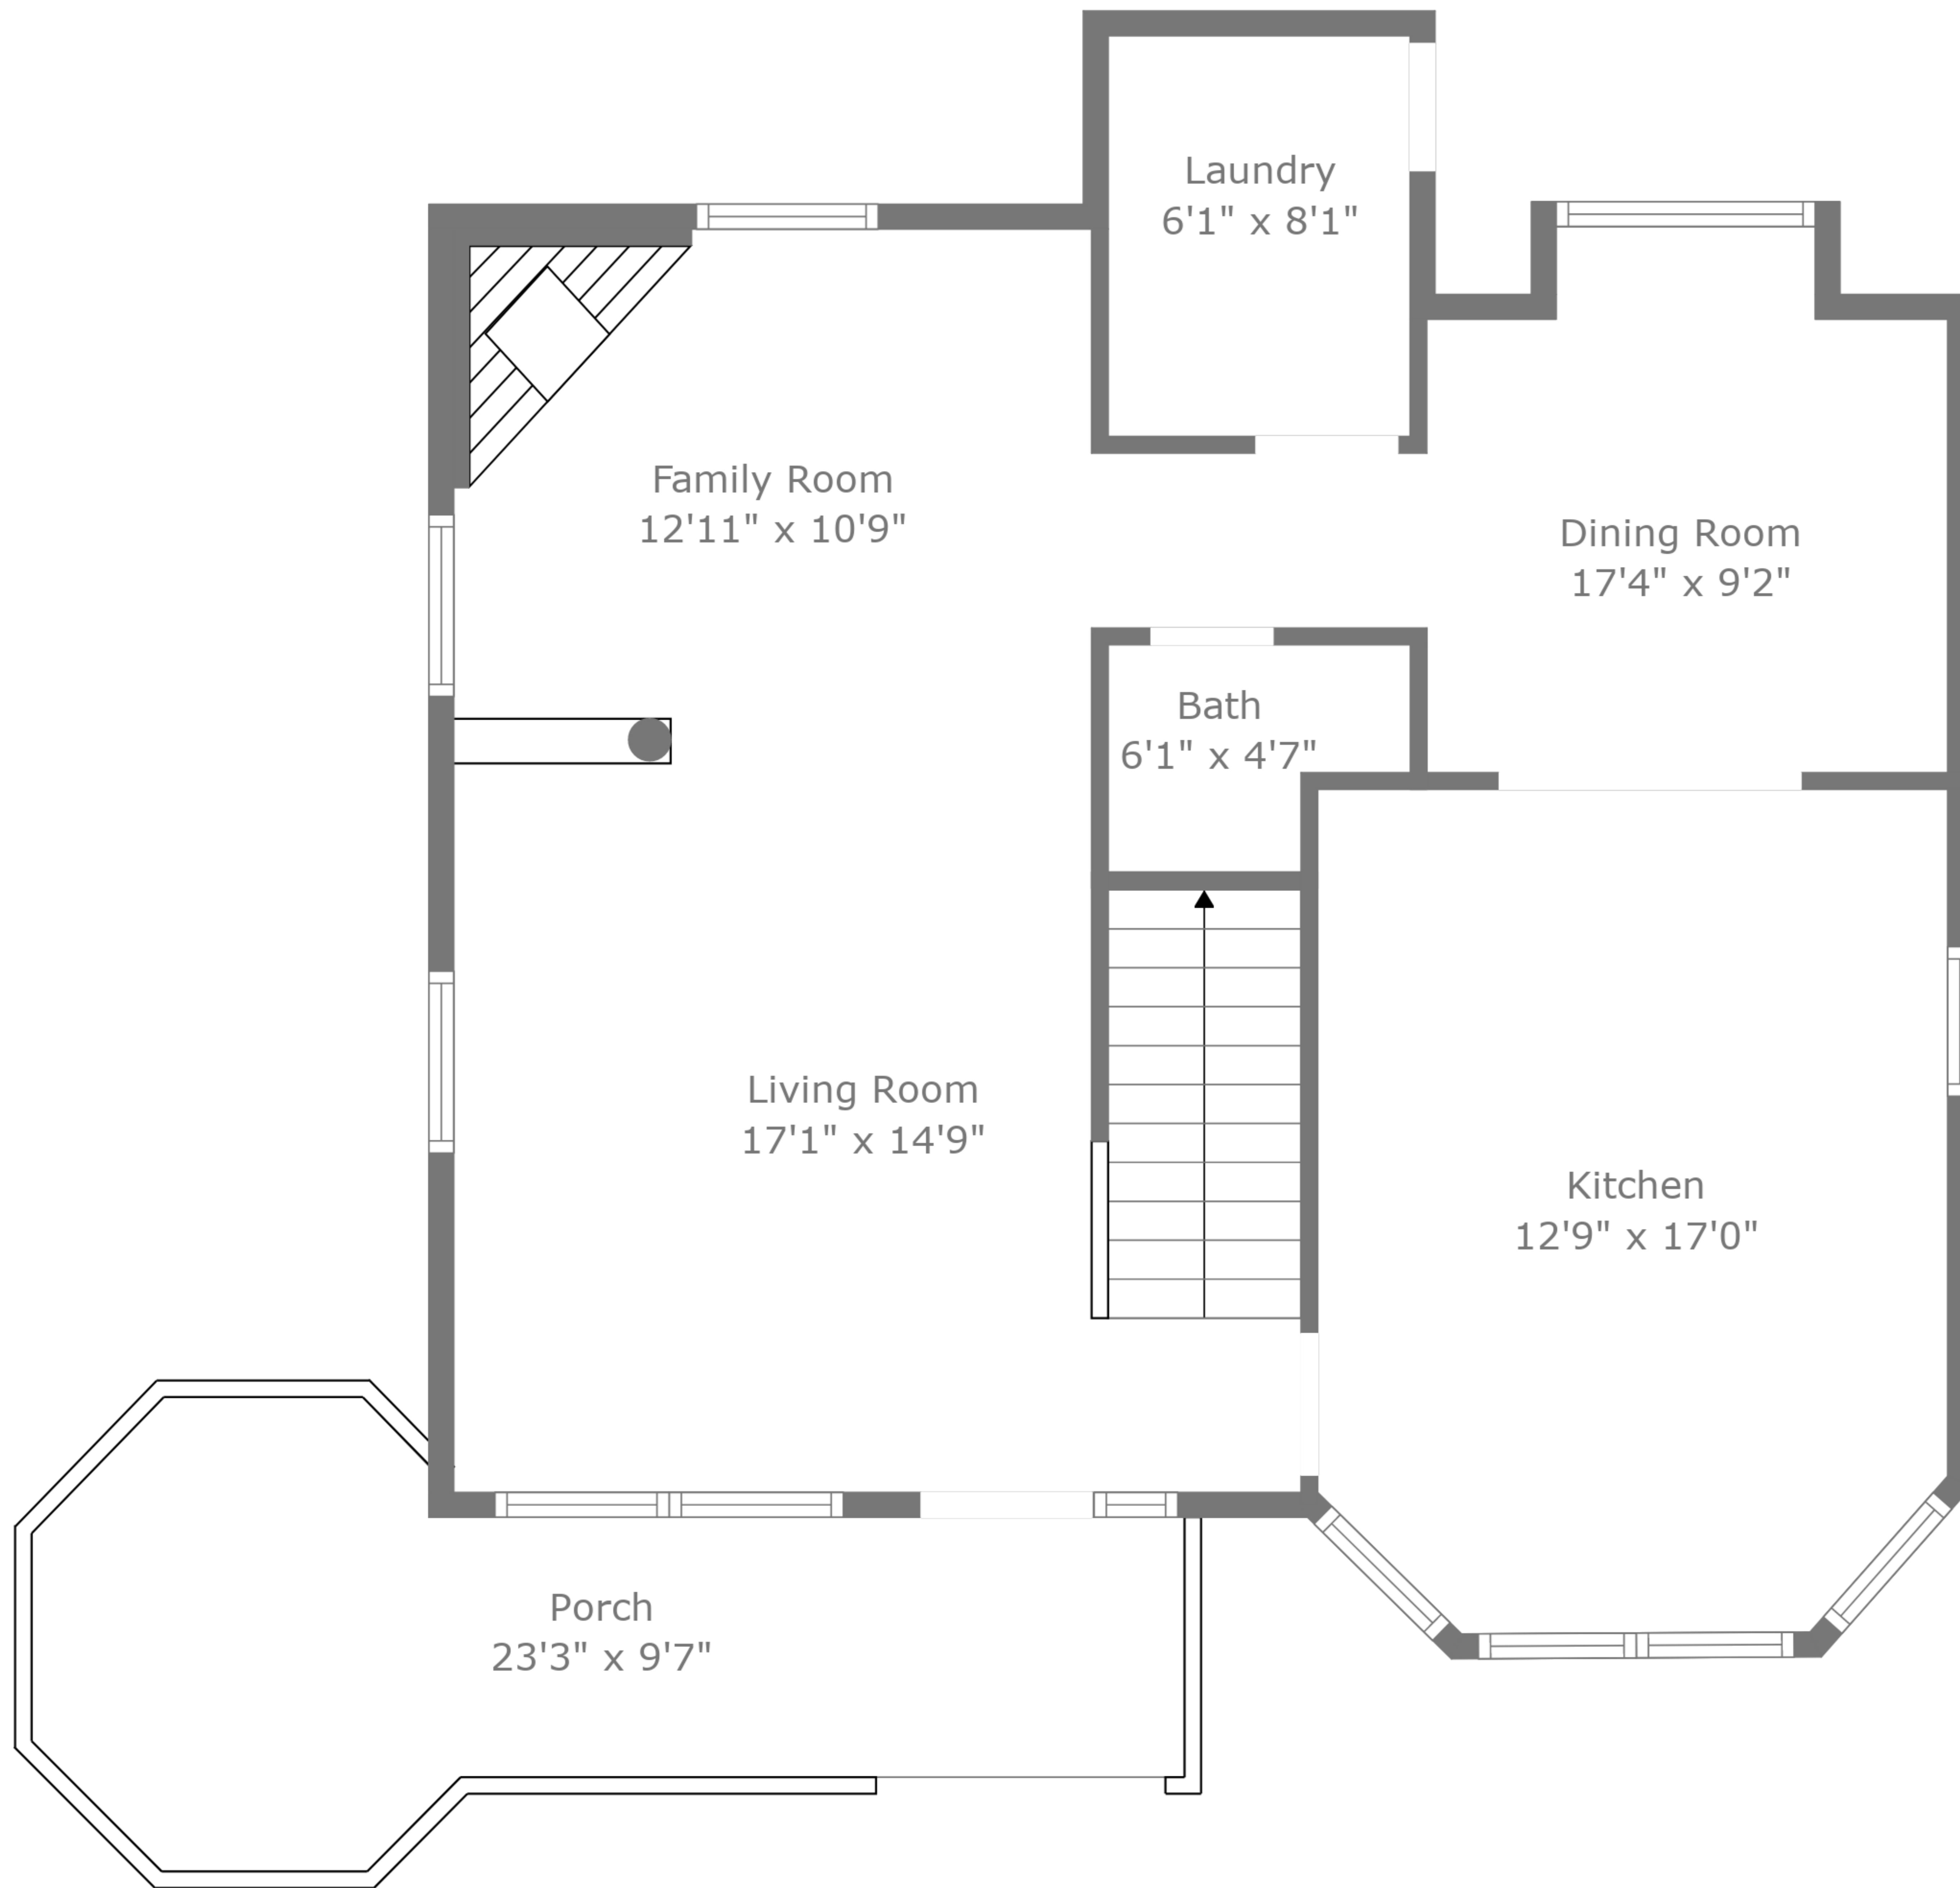 Laundry
6'1" x 8'1"
Family Room
12'11" x 10'9"
Dining Room
17'4" x 9'2"
Bath
6'1" x 4'7"
Living Room
17'1" x 14'9"
Kitchen
12'9" x 17'0"
Porch
23'3" x 9'7"